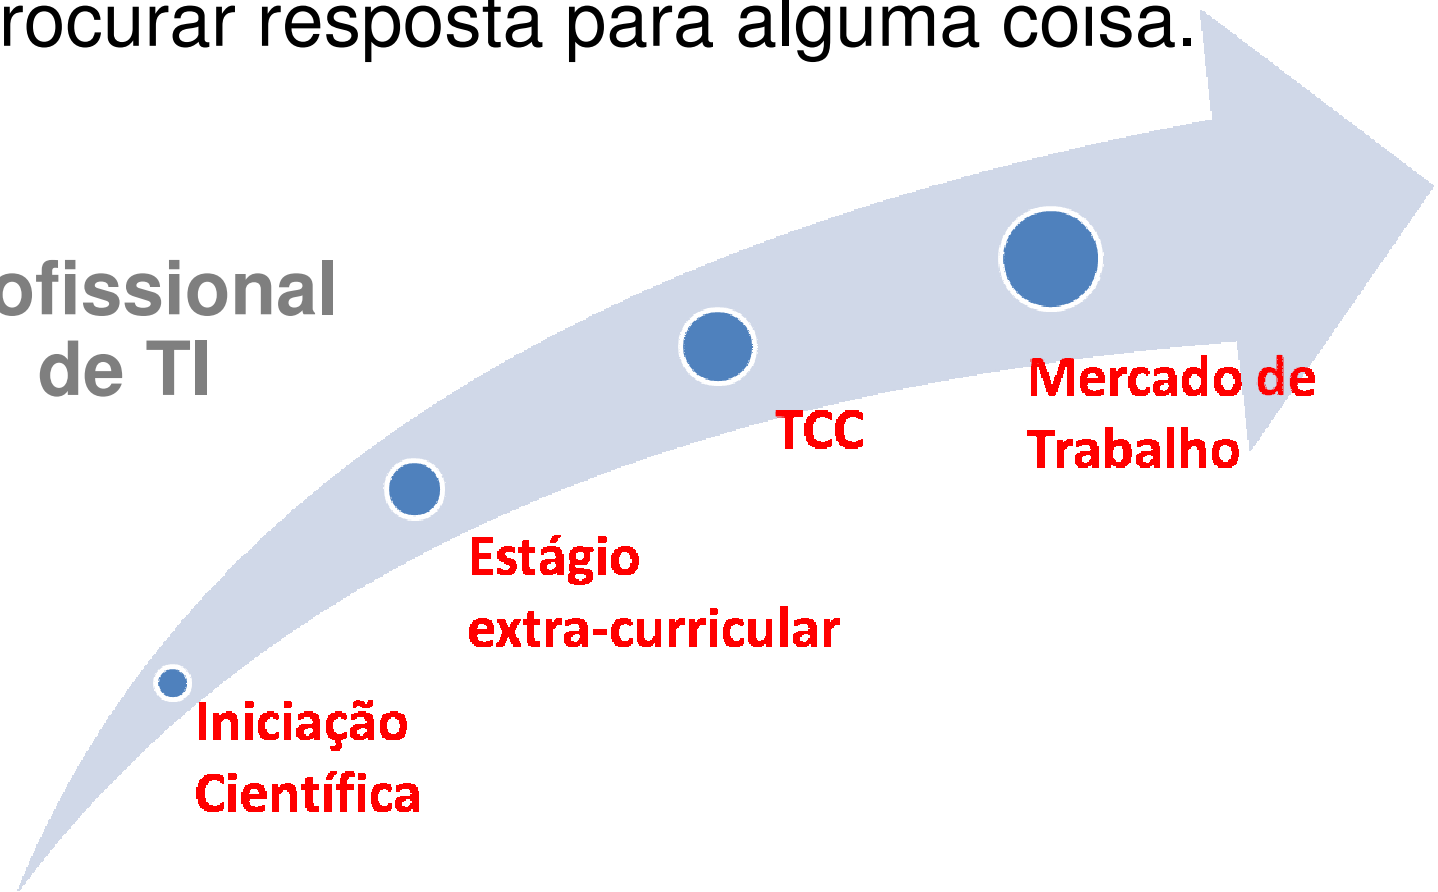 rocurar resposta para alguma coisa.
ofissional
de TI
Mercado de
Trabalho
TCC
Estágio
extra-curricular
Iniciação
Científica